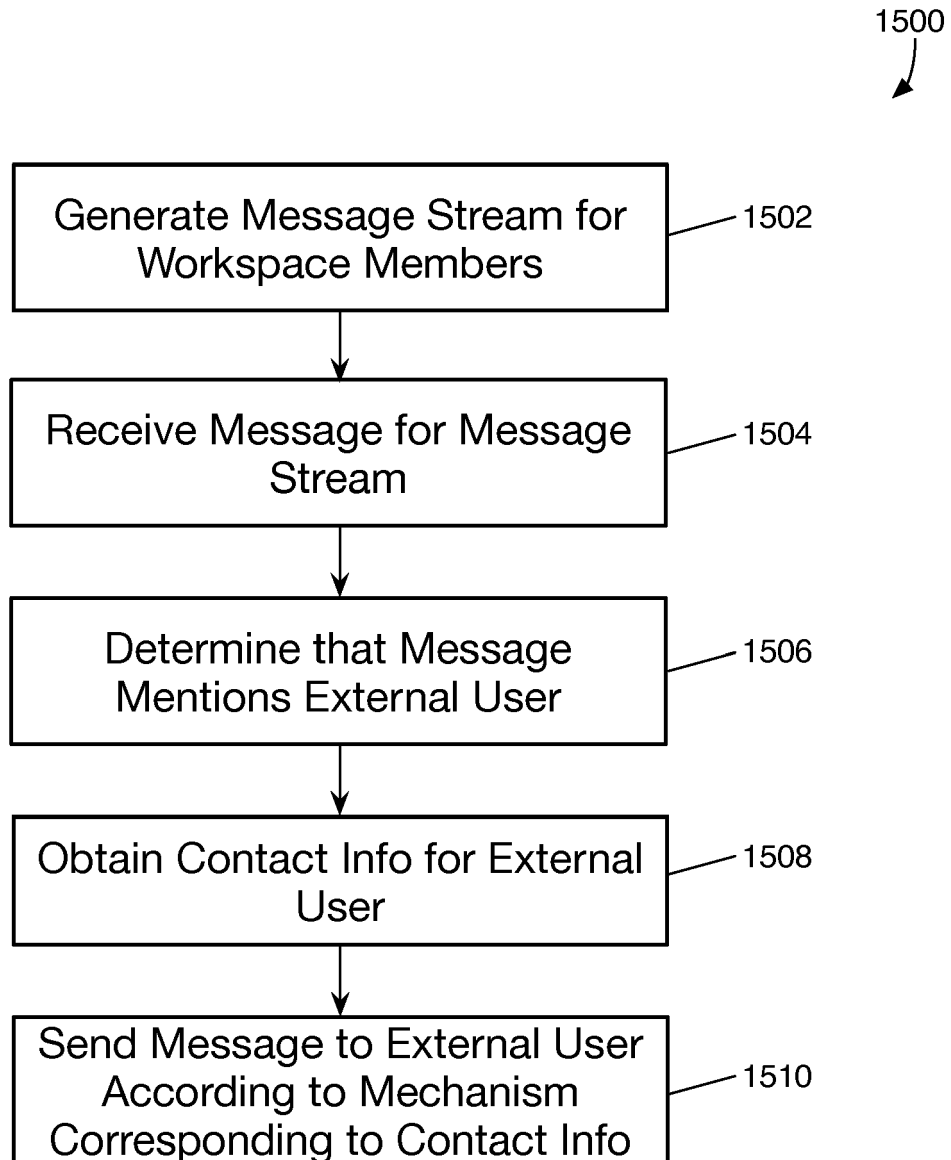 1500
Generate Message Stream for
Workspace Members
1502
Receive Message for Message
Stream
1504
Determine that Message
Mentions External User
1506
Obtain Contact Info for External
User
1508
Send Message to External User
According to Mechanism
Corresponding to Contact Info
1510